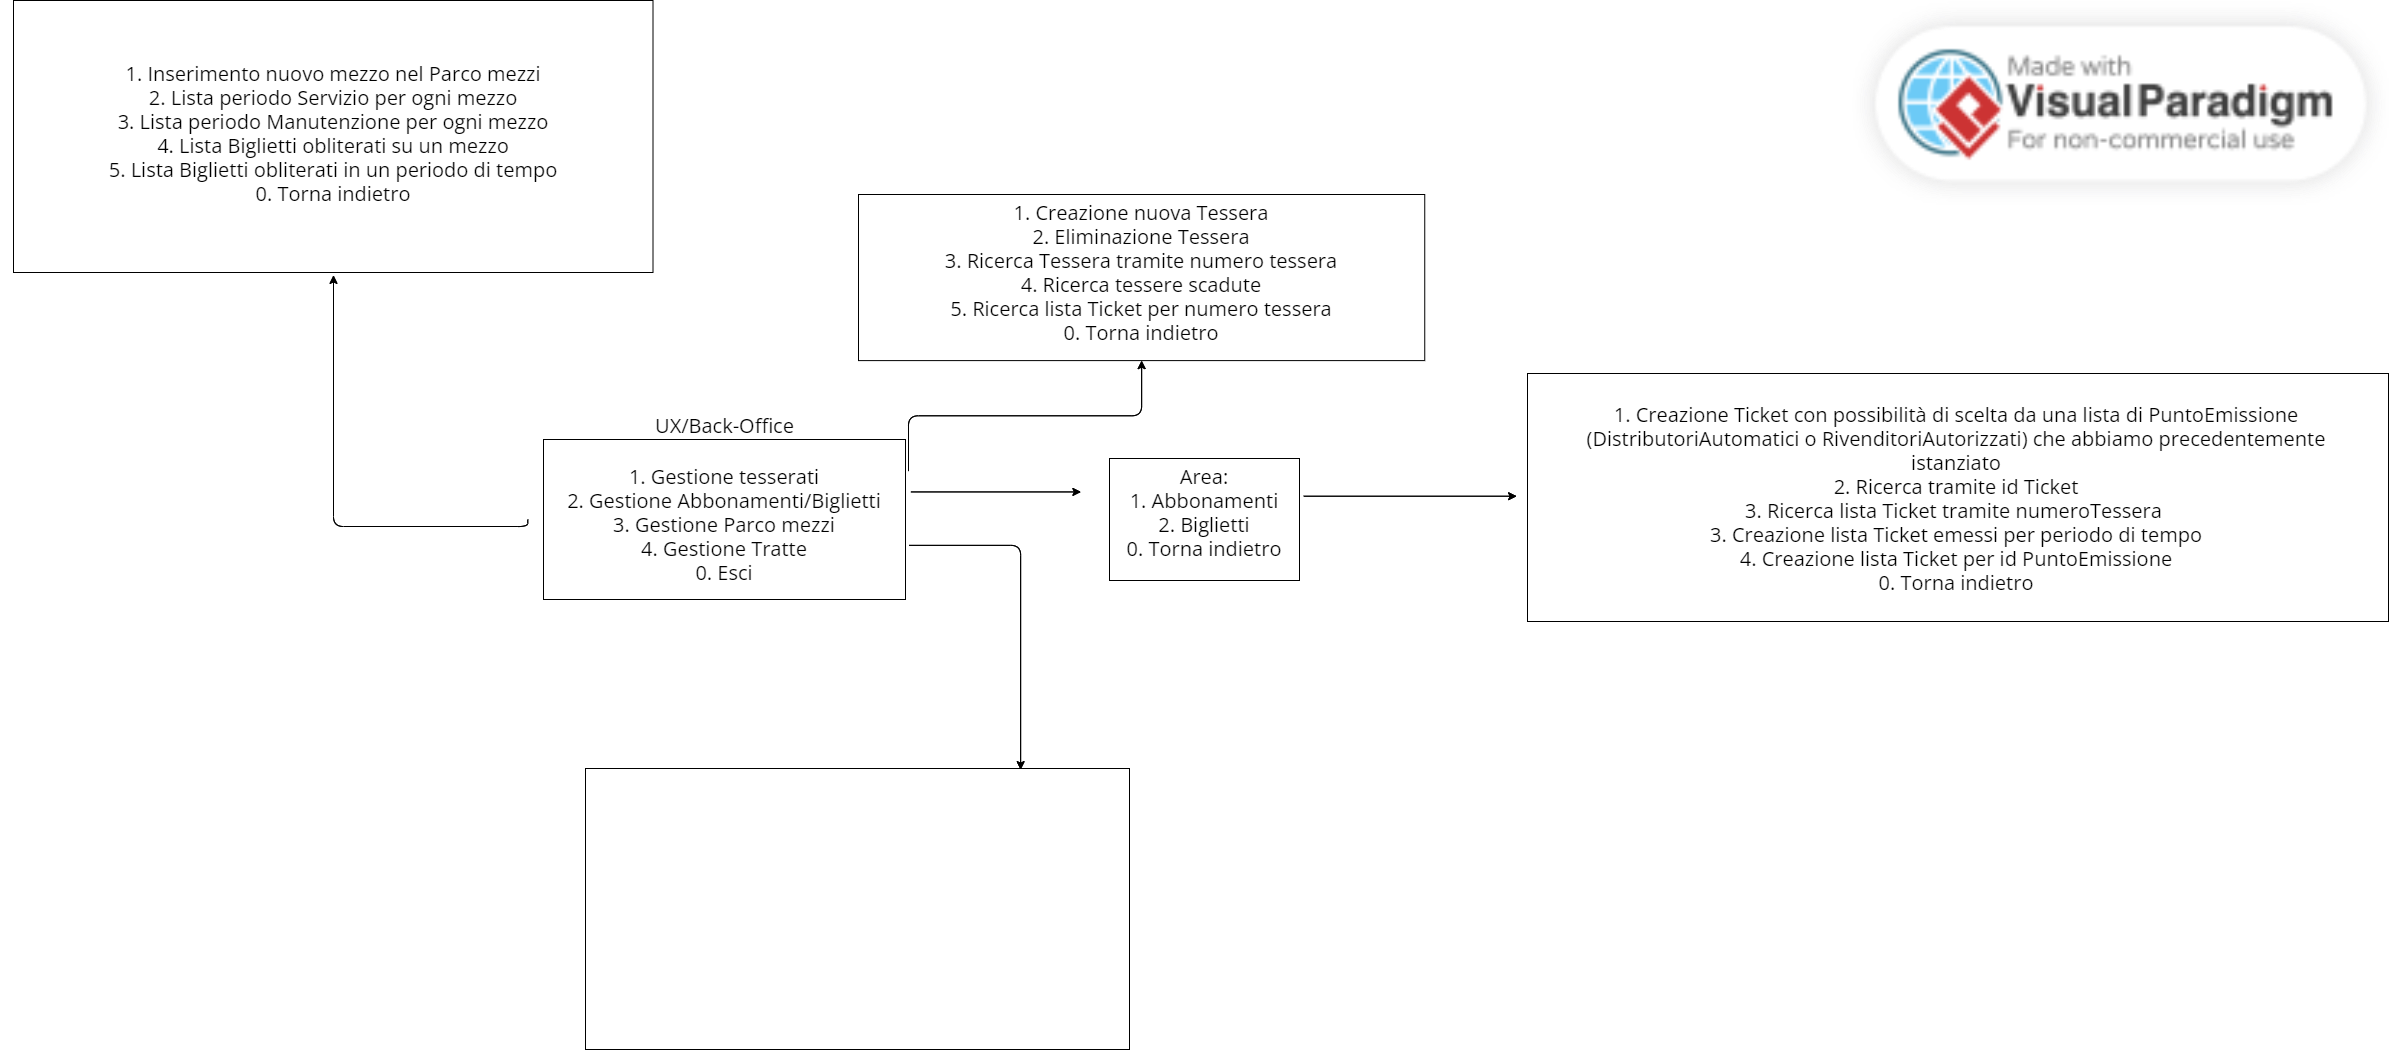 1. Inserimento nuovo mezzo nel Parco mezzi
2. Lista periodo Servizio per ogni mezzo
3. Lista periodo Manutenzione per ogni mezzo
4. Lista Biglietti obliterati su un mezzo
5. Lista Biglietti obliterati in un periodo di tempo
0. Torna indietro
Made with
Visual Paradigm
For non-commercial use
1. Creazione nuova Tessera
2. Eliminazione Tessera
3. Ricerca Tessera tramite numero tessera
4. Ricerca tessere scadute
5. Ricerca lista Ticket per numero tessera
0. Torna indietro
UX/Back-Office
1. Gestione tesserati
2. Gestione Abbonamenti/Biglietti
3. Gestione Parco mezzi
4. Gestione Tratte
0. Esci
Area:
1. Abbonamenti
2. Biglietti
0. Torna indietro
1. Creazione Ticket con possibilità di scelta da una lista di PuntoEmissione
(DistributoriAutomatici o RivenditoriAutorizzati) che abbiamo precedentemente
istanziato
2. Ricerca tramite id Ticket
3. Ricerca lista Ticket tramite numeroTessera
3. Creazione lista Ticket emessi per periodo di tempo
4. Creazione lista Ticket per id PuntoEmissione
0. Torna indietro